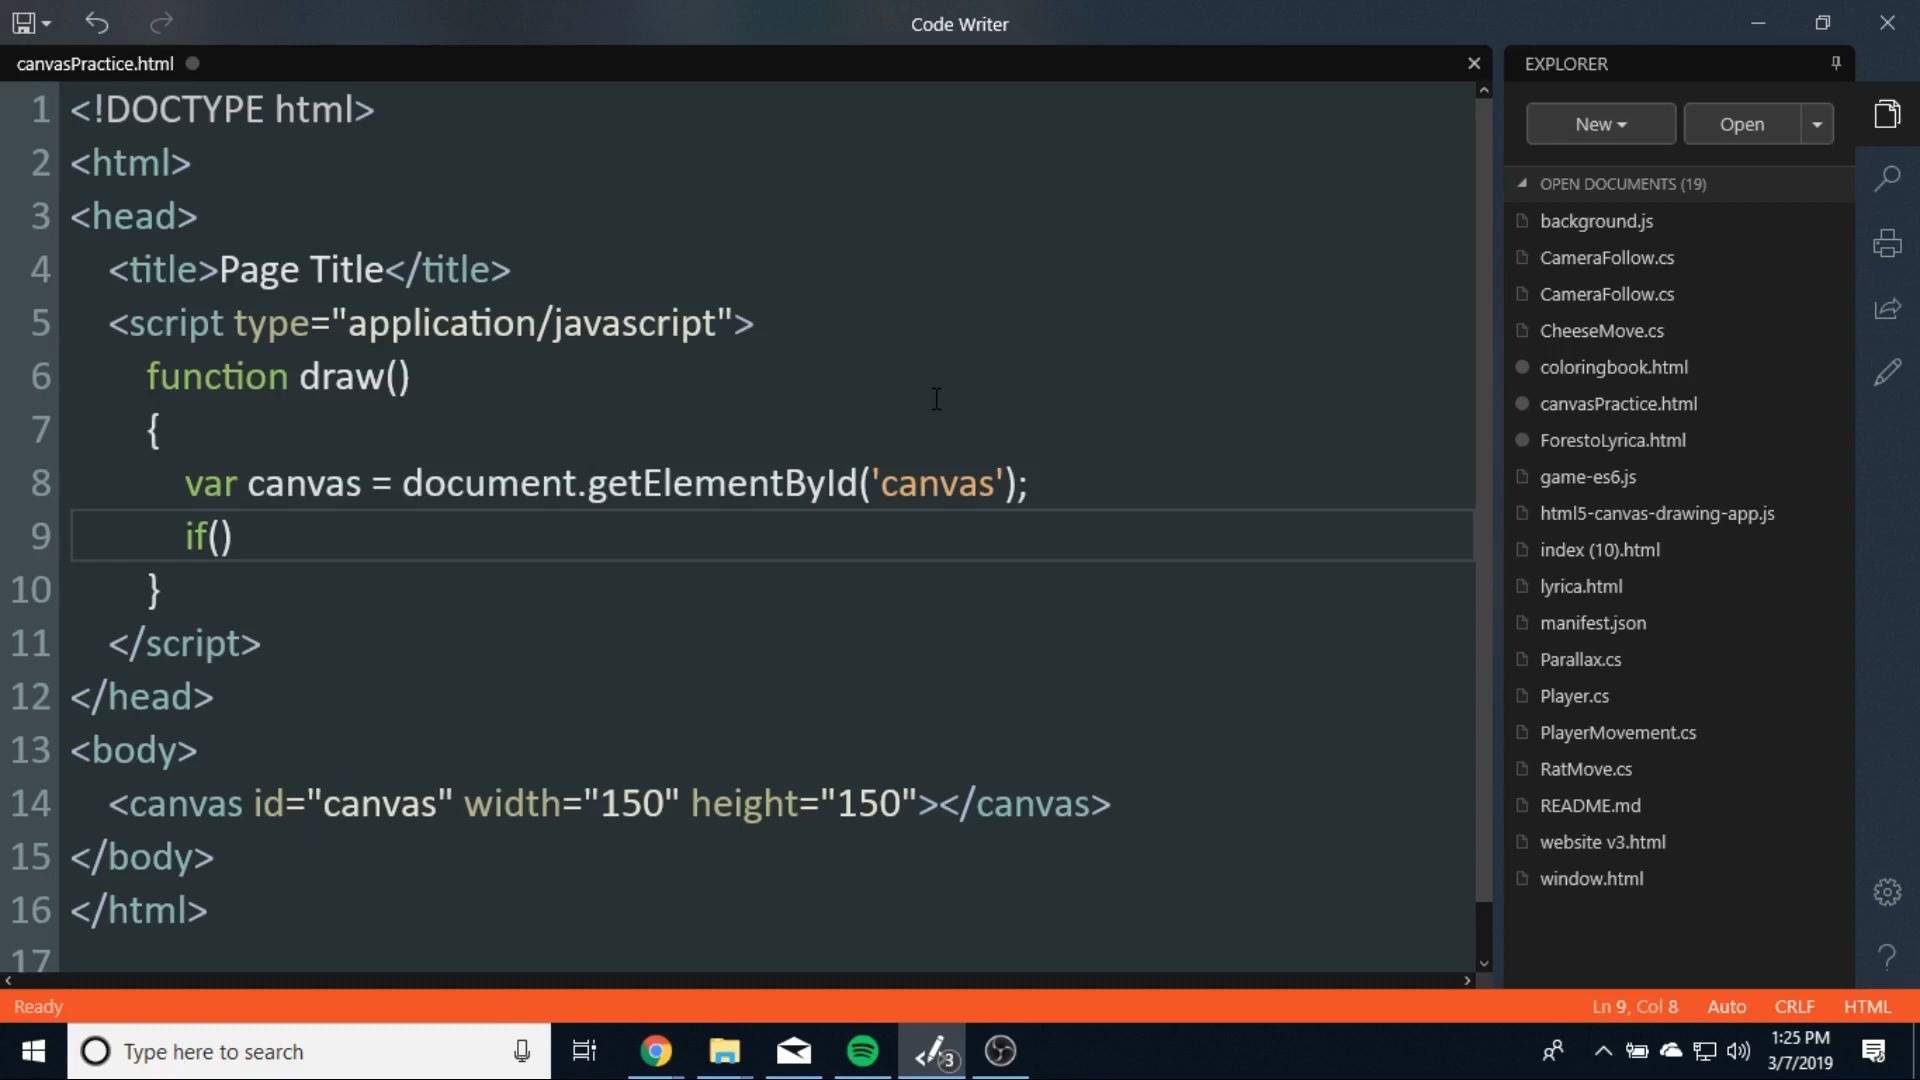 Code Writer
canvasPractice.html
1 <!DOCTYPE html>
2 <html>
3 <head>
4 <title>Page Title</title>
5 <script type="application/javascript">
6 function draw()
7 {
8 var canvas = document.getElementById('canvas');
9 if()
10 }
11 </script>
12 </head>
13 <body>
14 <canvas id="canvas" width="150" height="150"></canvas>
15 </body>
16 </html>
17
EXPLORER
New Open
OPEN DOCUMENTS (19)
background.js
CameraFollow.cs
CameraFollow.cs
CheeseMove.cs
coloringbook.html
canvasPractice.html
ForestoLyrica.html
game-es6.js
html5-canvas-drawing-app.js
index (10).html
lyrica.html
manifest.json
Parallax.cs
Player.cs
PlayerMovement.cs
RatMove.cs
README.md
website v3.html
window.html
Ready Ln 9, Col 8 Auto CRLF HTML
Type here to search
3
1:25 PM
3/7/2019